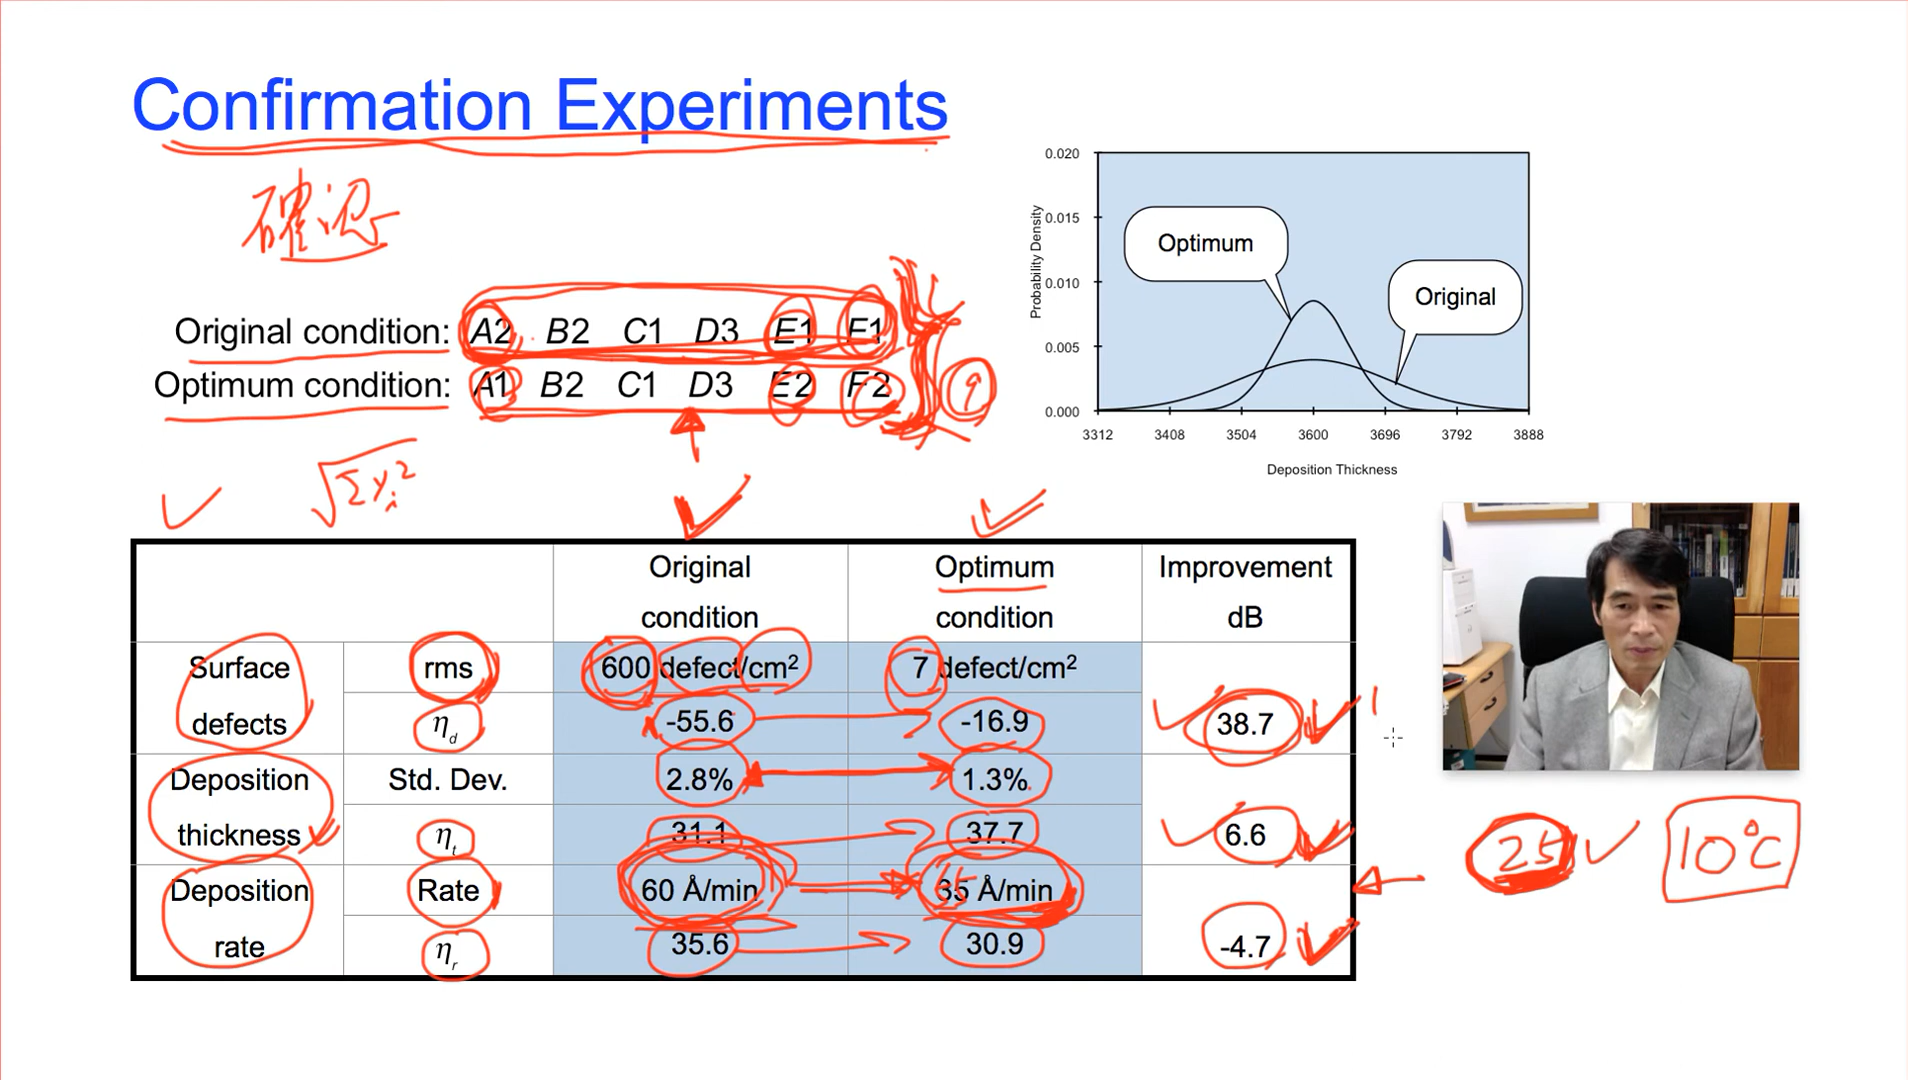 Confirmation Experiments
確認
Original condition: A2 B2 C1 D3 E1 F1
Optimum condition: A1 B2 C1 D3 E2 F2
9
√Σyi²
0.020
0.015
0.010
0.005
0.000
Probability Density
Optimum
Original
3312 3408 3504 3600 3696 3792 3888
Deposition Thickness
Original condition
Optimum condition
Improvement dB
Surface defects
rms
600 defect/cm²
7 defect/cm²
ηd
-55.6
-16.9
38.7
Deposition thickness
Std. Dev.
2.8%
1.3%
ηt
31.1
37.7
6.6
Deposition rate
Rate
60 Å/min
35 Å/min
ηr
35.6
30.9
-4.7
25
10°C